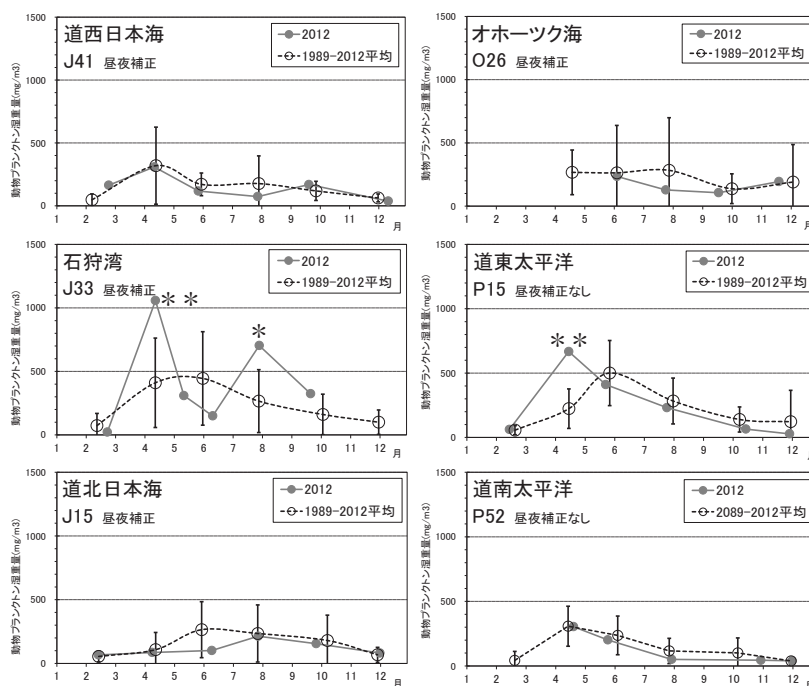 道西日本海
J41 昼夜補正
2012
1989-2012平均
動物プランクトン湿重量(mg/m3)
1500
1000
500
0
1 2 3 4 5 6 7 8 9 10 11 12 月
オホーツク海
O26 昼夜補正
2012
1989-2012平均
動物プランクトン湿重量(mg/m3)
1500
1000
500
0
1 2 3 4 5 6 7 8 9 10 11 12 月
石狩湾
J33 昼夜補正
2012
1989-2012平均
**
*
動物プランクトン湿重量(mg/m3)
1500
1000
500
0
1 2 3 4 5 6 7 8 9 10 11 12 月
道東太平洋
P15 昼夜補正なし
2012
1989-2012平均
**
動物プランクトン湿重量(mg/m3)
1500
1000
500
0
1 2 3 4 5 6 7 8 9 10 11 12 月
道北日本海
J15 昼夜補正
2012
1989-2012平均
動物プランクトン湿重量(mg/m3)
1500
1000
500
0
1 2 3 4 5 6 7 8 9 10 11 12 月
道南太平洋
P52 昼夜補正なし
2012
2089-2012平均
動物プランクトン湿重量(mg/m3)
1500
1000
500
0
1 2 3 4 5 6 7 8 9 10 11 12 月